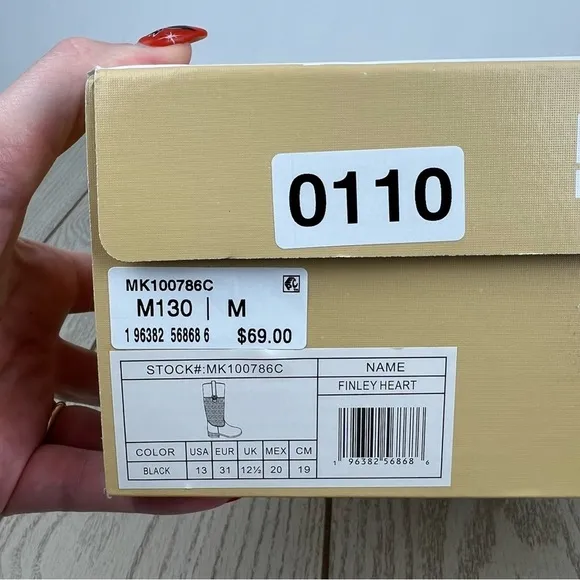 0110
MK100786C
M130 | M
1 96382 56868 6 $69.00
STOCK#:MK100786C
NAME
FINLEY HEART
COLOR USA EUR UK MEX CM
BLACK 13 31 12½ 20 19
1 96382 56868 6